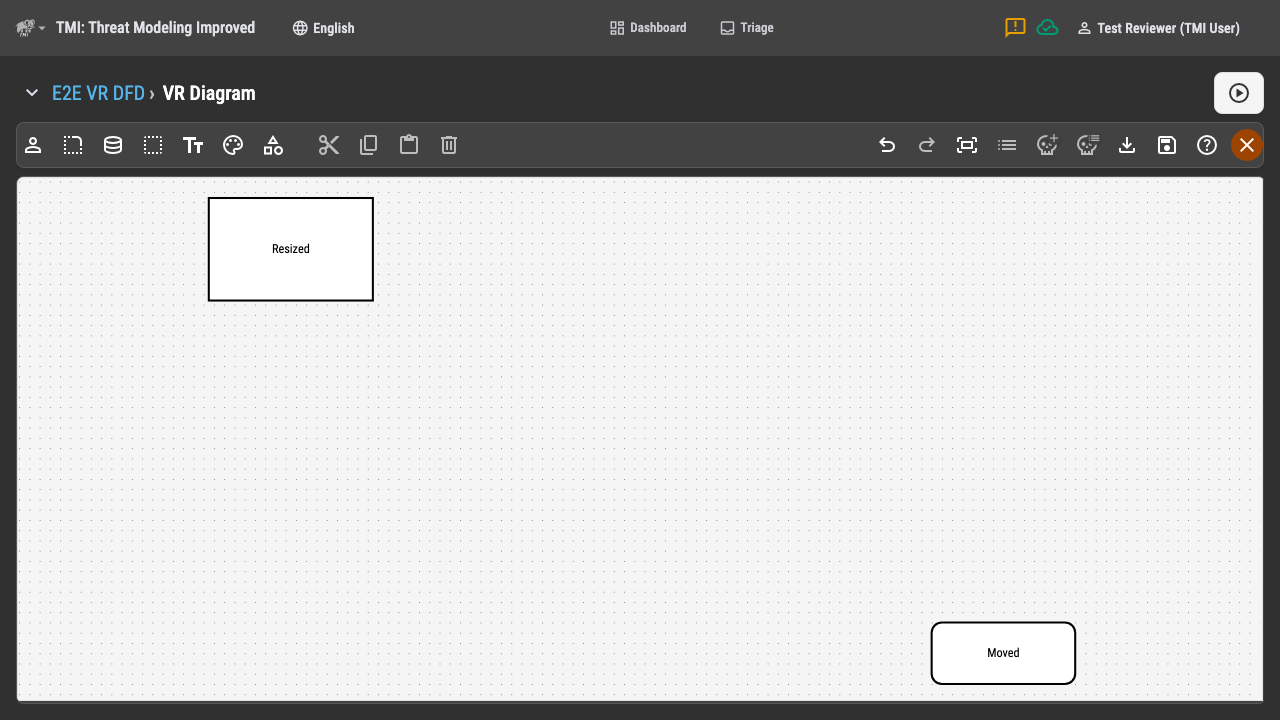 TMI: Threat Modeling Improved
English
Dashboard
Triage
Test Reviewer (TMI User)
E2E VR DFD › VR Diagram
Resized
Moved